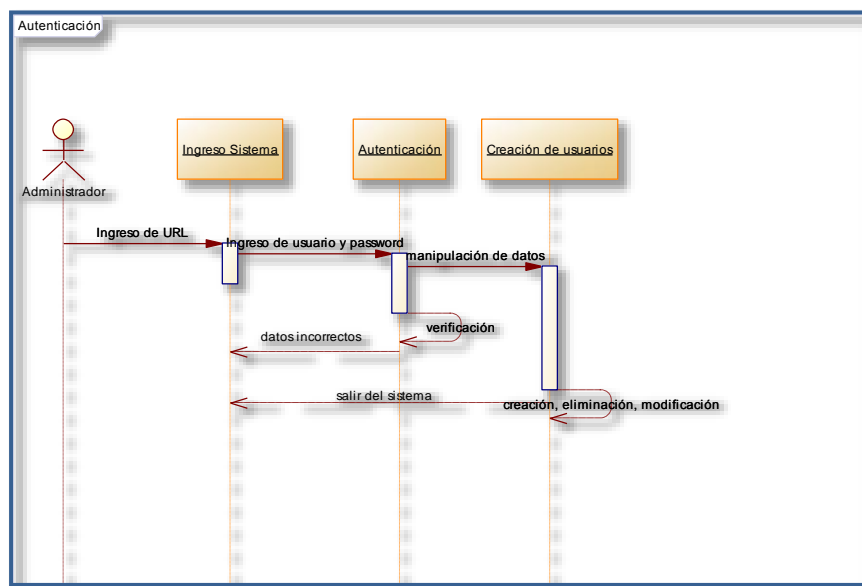 Autenticación
Ingreso Sistema
Autenticación
Creación de usuarios
Administrador
Ingreso de URL
Ingreso de usuario y password
manipulación de datos
verificación
datos incorrectos
salir del sistema
creación, eliminación, modificación